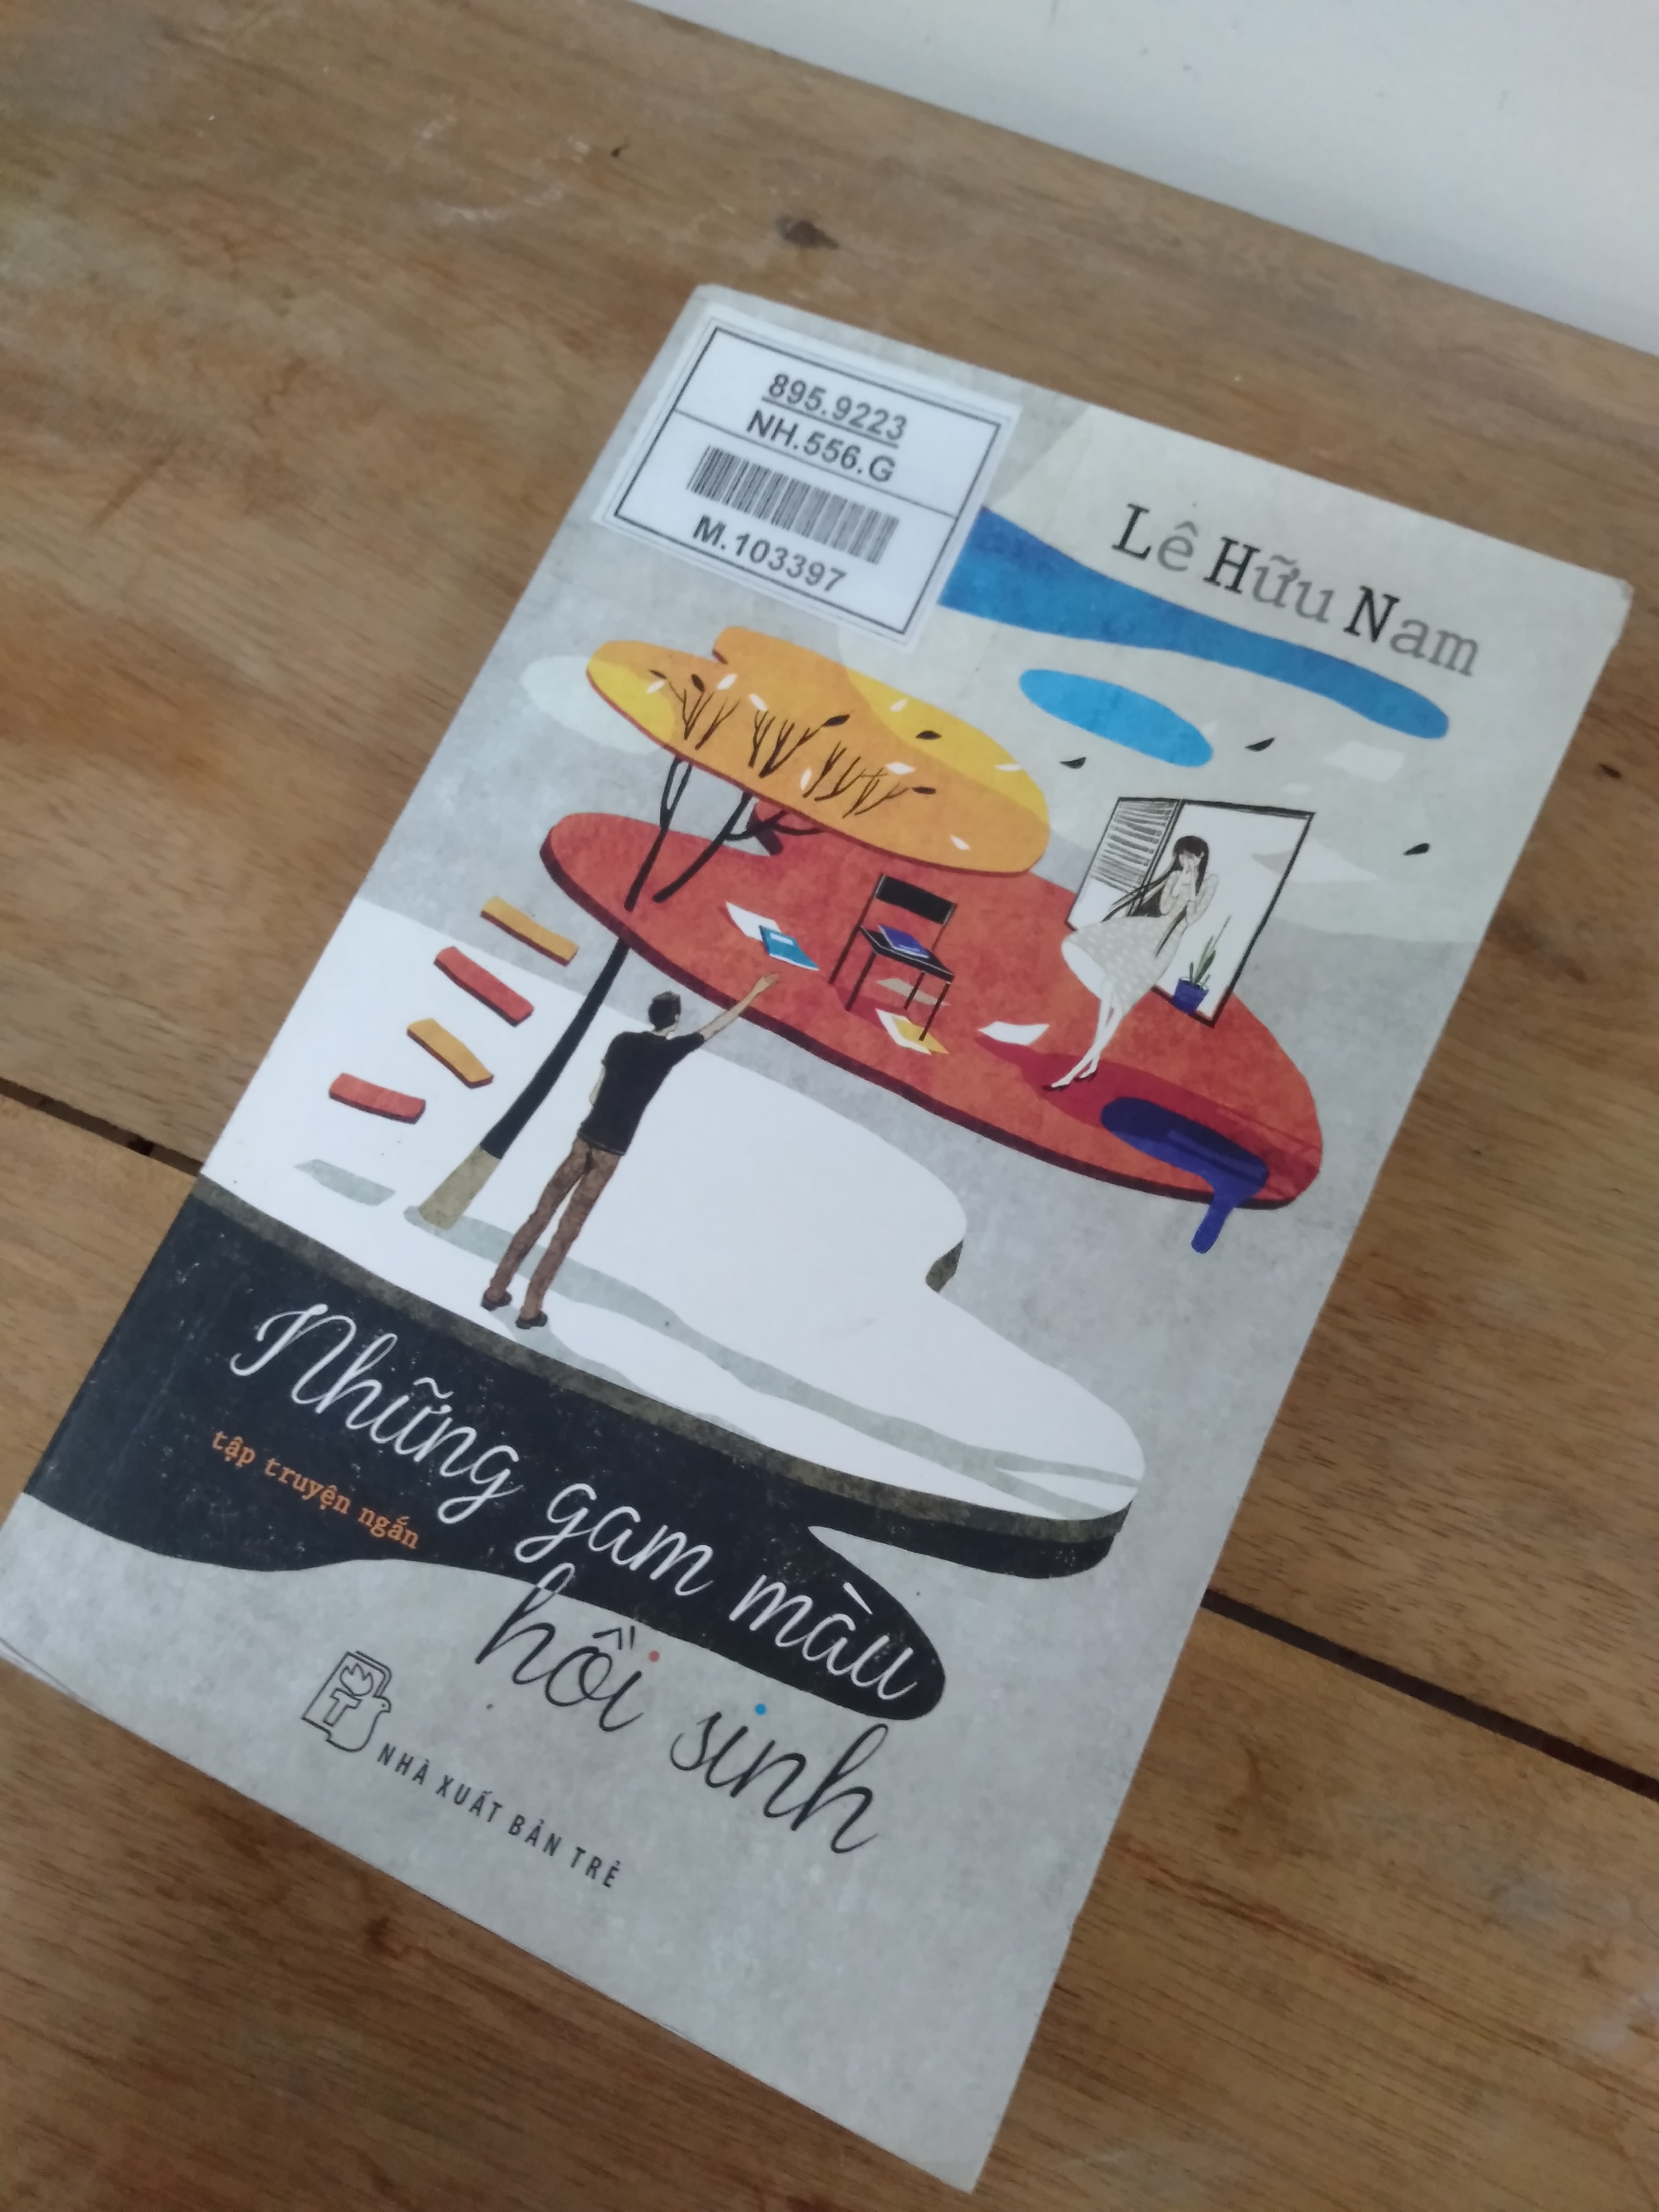 895.9223
NH.556.G
M.103397
Lê Hữu Nam
Những gam màu
tập truyện ngắn
hồi sinh
T
NHÀ XUẤT BẢN TRẺ